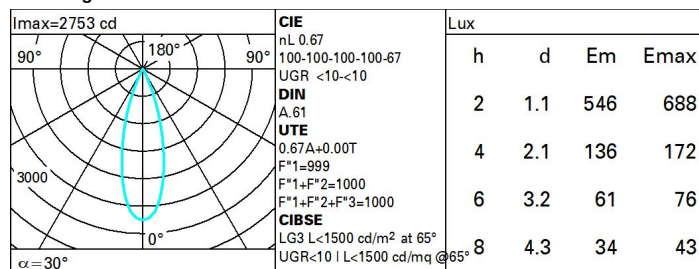 Imax=2753 cd
90°
180°
90°
3000
0°
α=30°
CIE
nL 0.67
100-100-100-100-67
UGR <10-<10
DIN
A.61
UTE
0.67A+0.00T
F"1=999
F"1+F"2=1000
F"1+F"2+F"3=1000
CIBSE
LG3 L<1500 cd/m² at 65°
UGR<10 | L<1500 cd/mq @65°
Lux
h d Em Emax
2 1.1 546 688
4 2.1 136 172
6 3.2 61 76
8 4.3 34 43